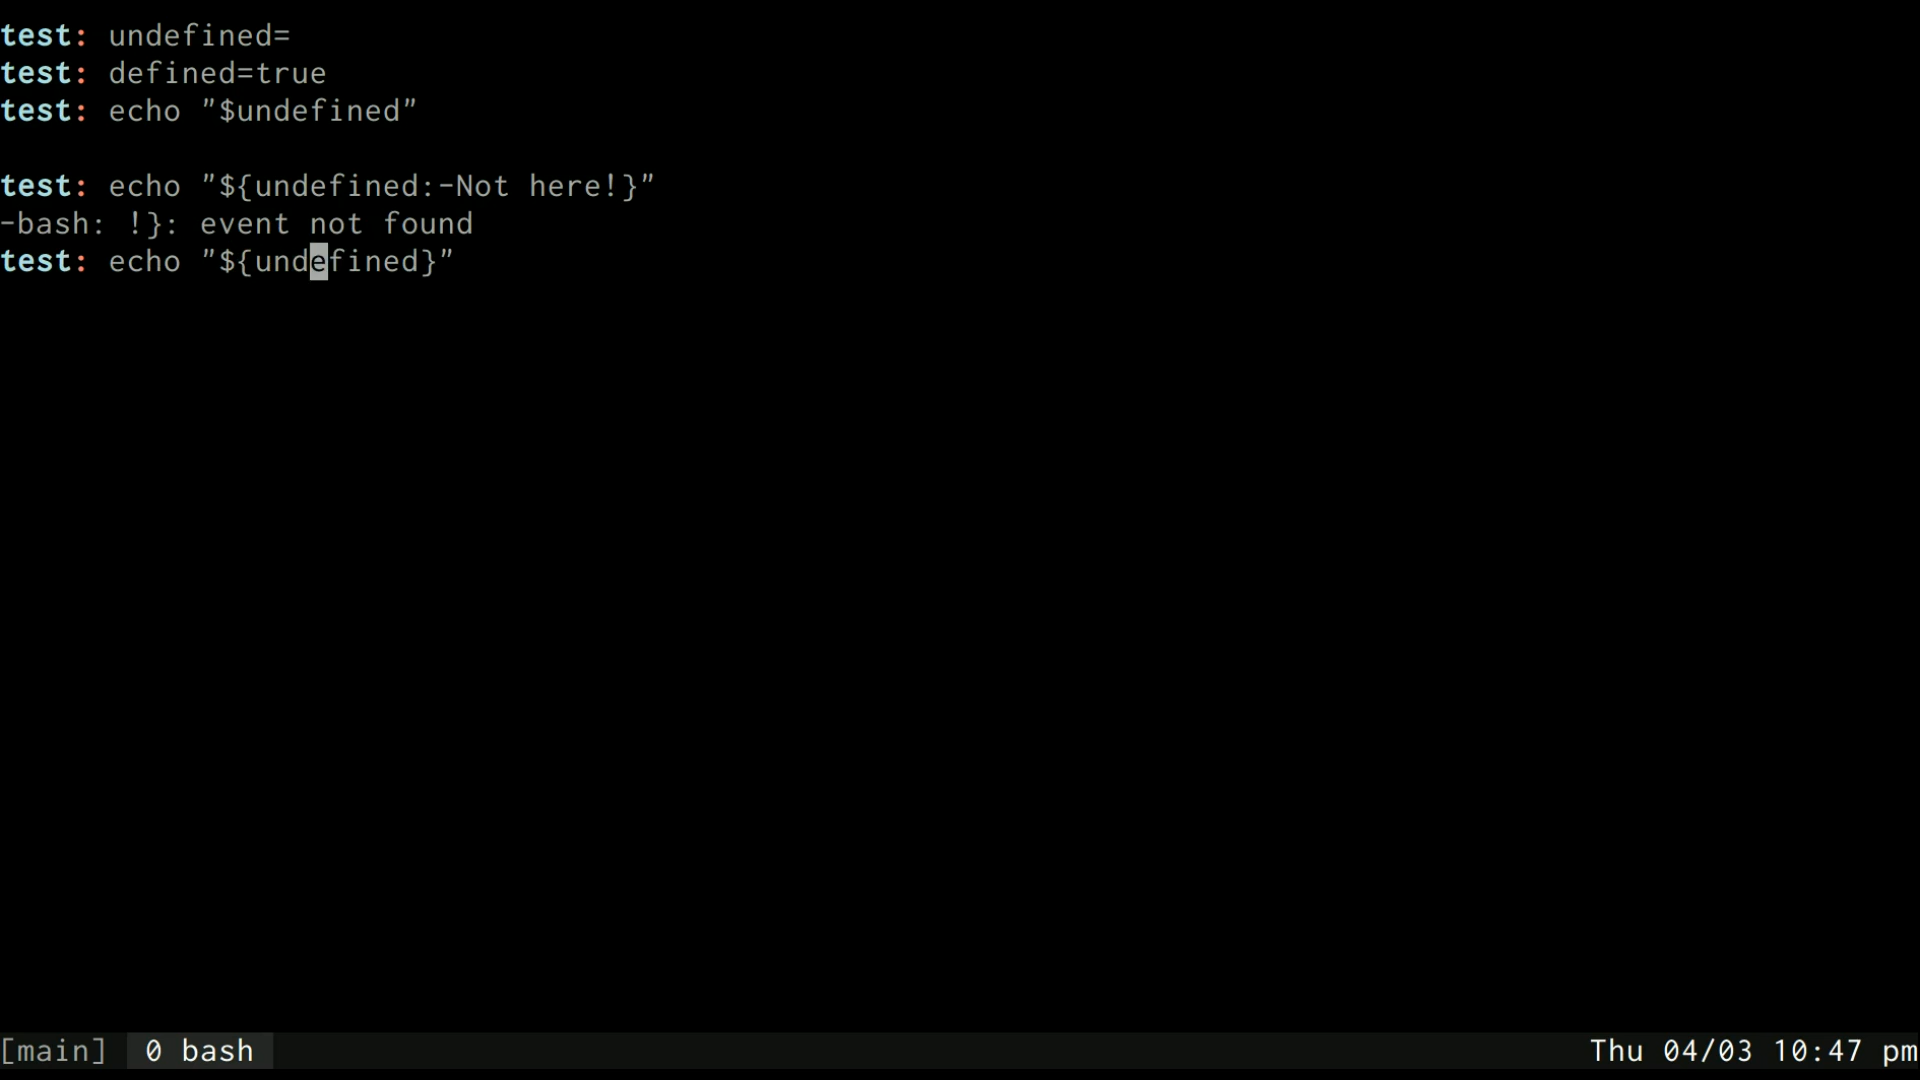 test: undefined=
test: defined=true
test: echo "$undefined"
test: echo "${undefined:-Not here!}"
-bash: !}: event not found
test: echo "${undefined}"
[main] 0 bash Thu 04/03 10:47 pm